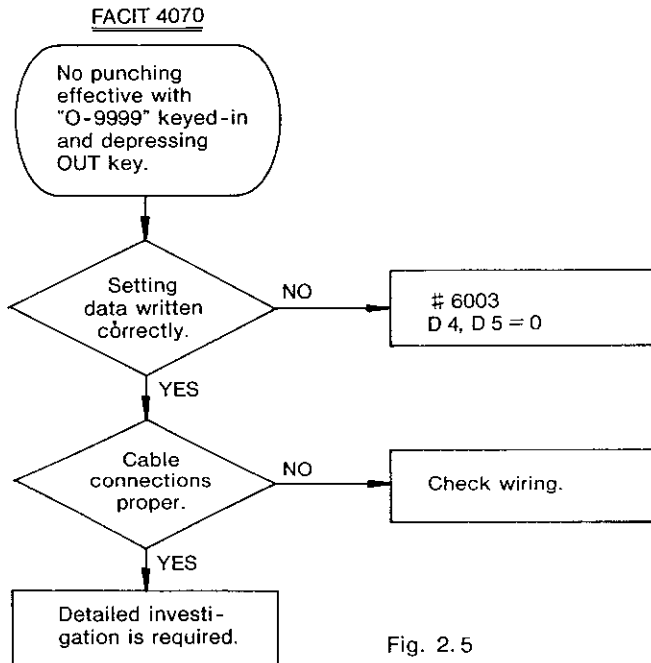 FACIT 4070
No punching
effective with
"O-9999" keyed-in
and depressing
OUT key.
Setting
data written
correctly.
NO
# 6003
D 4, D 5 = 0
YES
Cable
connections
proper.
NO
Check wiring.
YES
Detailed investi-
gation is required.
Fig. 2.5